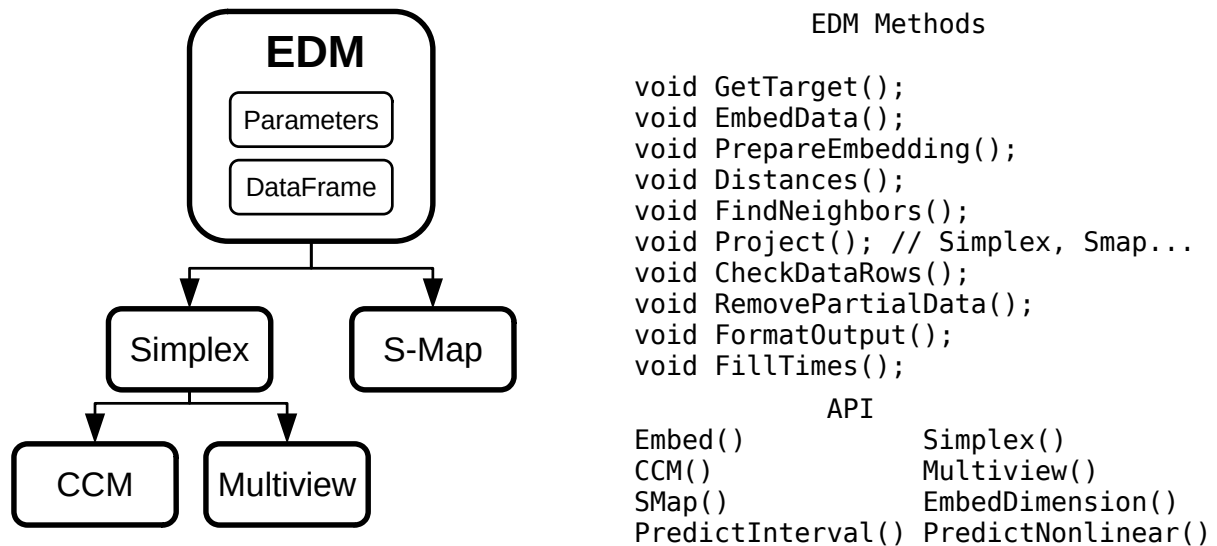 EDM
Parameters
DataFrame
Simplex
S-Map
CCM
Multiview
EDM Methods
void GetTarget();
void EmbedData();
void PrepareEmbedding();
void Distances();
void FindNeighbors();
void Project(); // Simplex, Smap...
void CheckDataRows();
void RemovePartialData();
void FormatOutput();
void FillTimes();
API
Embed() Simplex()
CCM() Multiview()
SMap() EmbedDimension()
PredictInterval() PredictNonlinear()